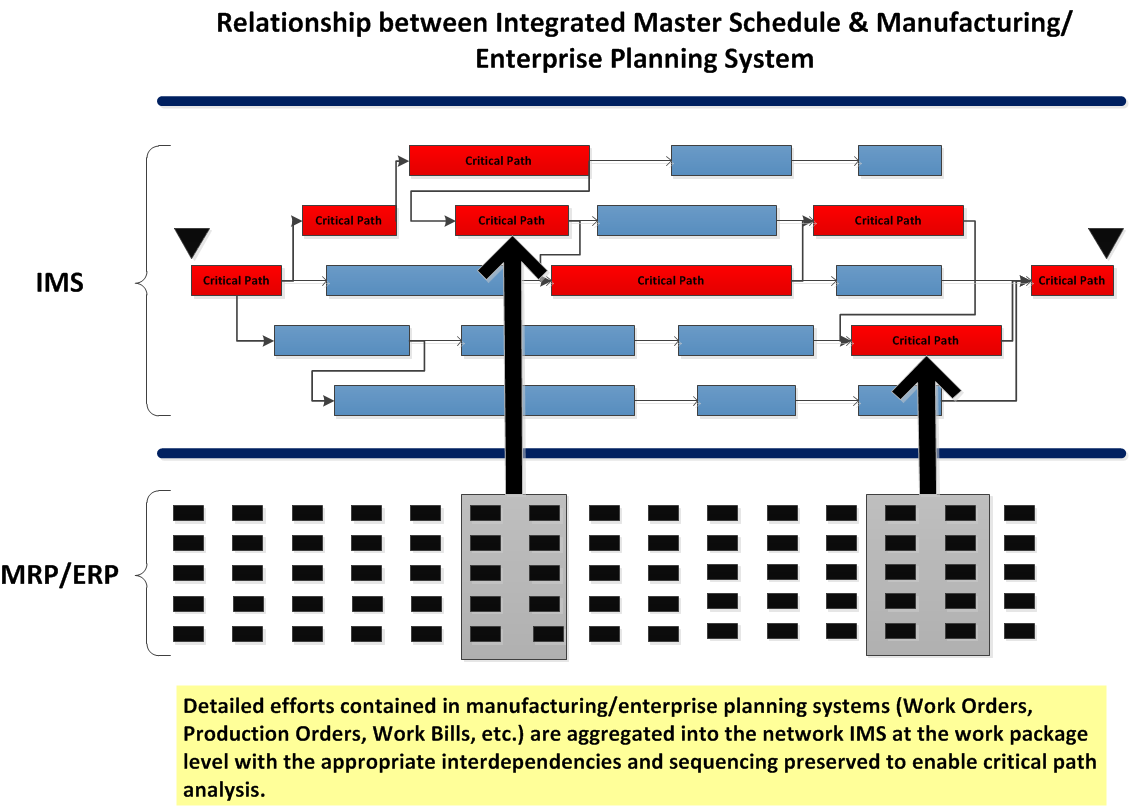 Relationship between Integrated Master Schedule & Manufacturing/
Enterprise Planning System
Critical Path
Critical Path
Critical Path
Critical Path
IMS
Critical Path
Critical Path
Critical Path
Critical Path
MRP/ERP
Detailed efforts contained in manufacturing/enterprise planning systems (Work Orders,
Production Orders, Work Bills, etc.) are aggregated into the network IMS at the work package
level with the appropriate interdependencies and sequencing preserved to enable critical path
analysis.